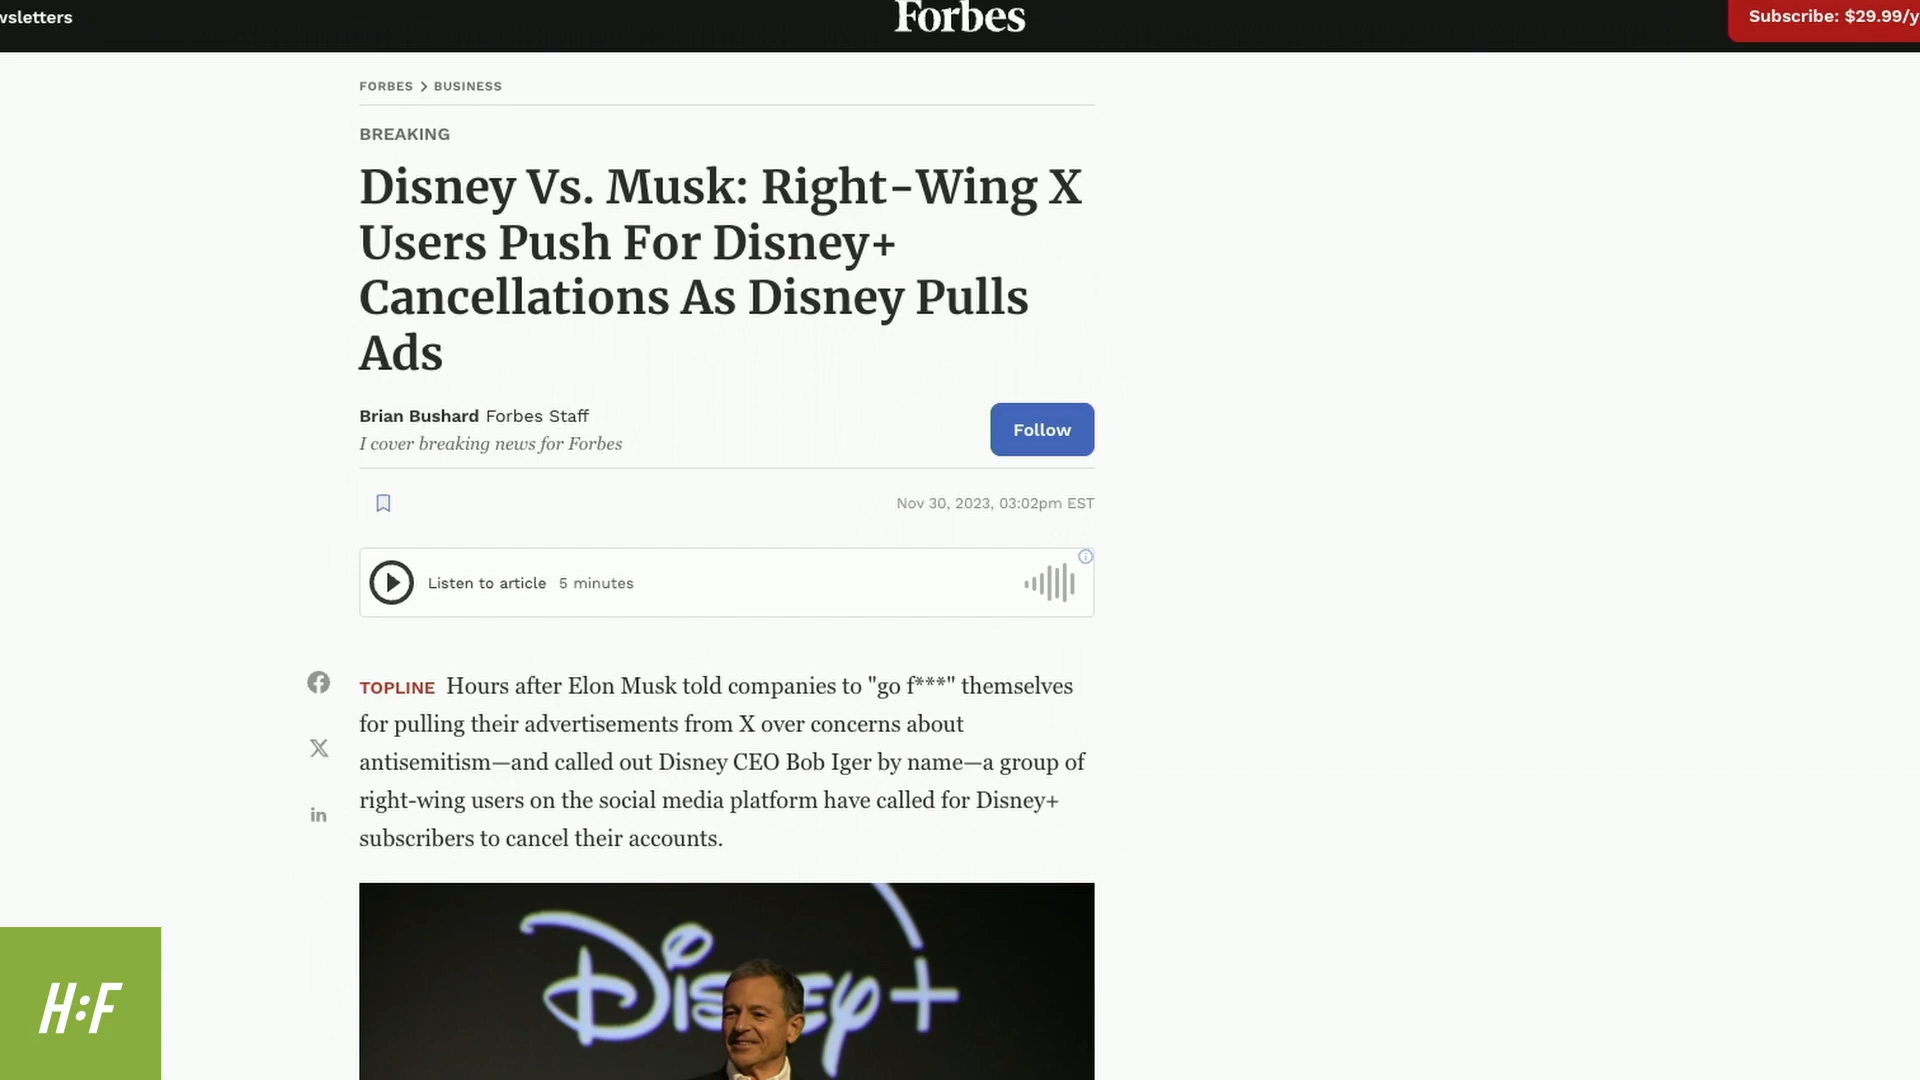 wsletters
Forbes
Subscribe: $29.99/y
FORBES > BUSINESS
BREAKING
Disney Vs. Musk: Right-Wing X
Users Push For Disney+
Cancellations As Disney Pulls
Ads
Brian Bushard Forbes Staff
Follow
I cover breaking news for Forbes
Nov 30, 2023, 03:02pm EST
Listen to article 5 minutes
TOPLINE Hours after Elon Musk told companies to "go f***" themselves
for pulling their advertisements from X over concerns about
antisemitism—and called out Disney CEO Bob Iger by name—a group of
right-wing users on the social media platform have called for Disney+
subscribers to cancel their accounts.
Disney+
H:F